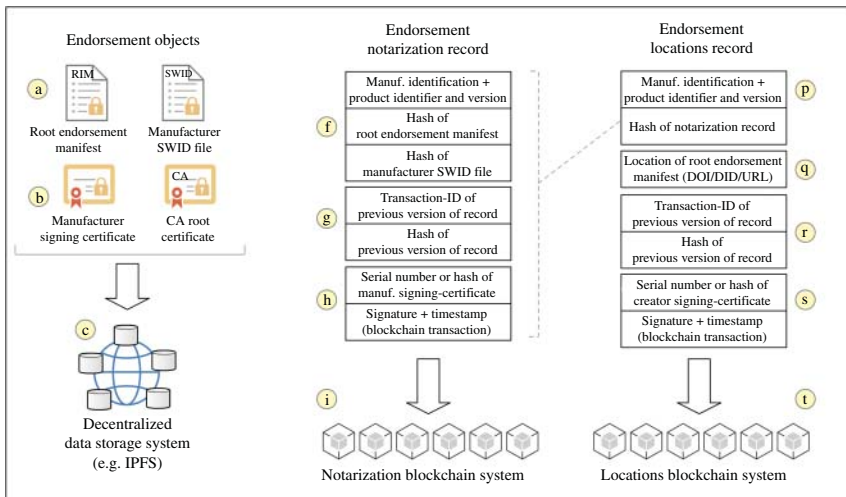 Endorsement objects
a
RIM
SWID
Root endorsement
manifest
Manufacturer
SWID file
b
CA
Manufacturer
signing certificate
CA root
certificate
c
Decentralized
data storage system
(e.g. IPFS)
Endorsement
notarization record
Manuf. identification +
product identifier and version
f
Hash of
root endorsement manifest
Hash of
manufacturer SWID file
g
Transaction-ID of
previous version of record
Hash of
previous version of record
h
Serial number or hash of
manuf. signing-certificate
Signature + timestamp
(blockchain transaction)
i
Notarization blockchain system
Endorsement
locations record
Manuf. identification +
product identifier and version
p
Hash of notarization record
Location of root endorsement
manifest (DOI/DID/URL)
q
Transaction-ID of
previous version of record
r
Hash of
previous version of record
Serial number or hash of
creator signing-certificate
s
Signature + timestamp
(blockchain transaction)
t
Locations blockchain system